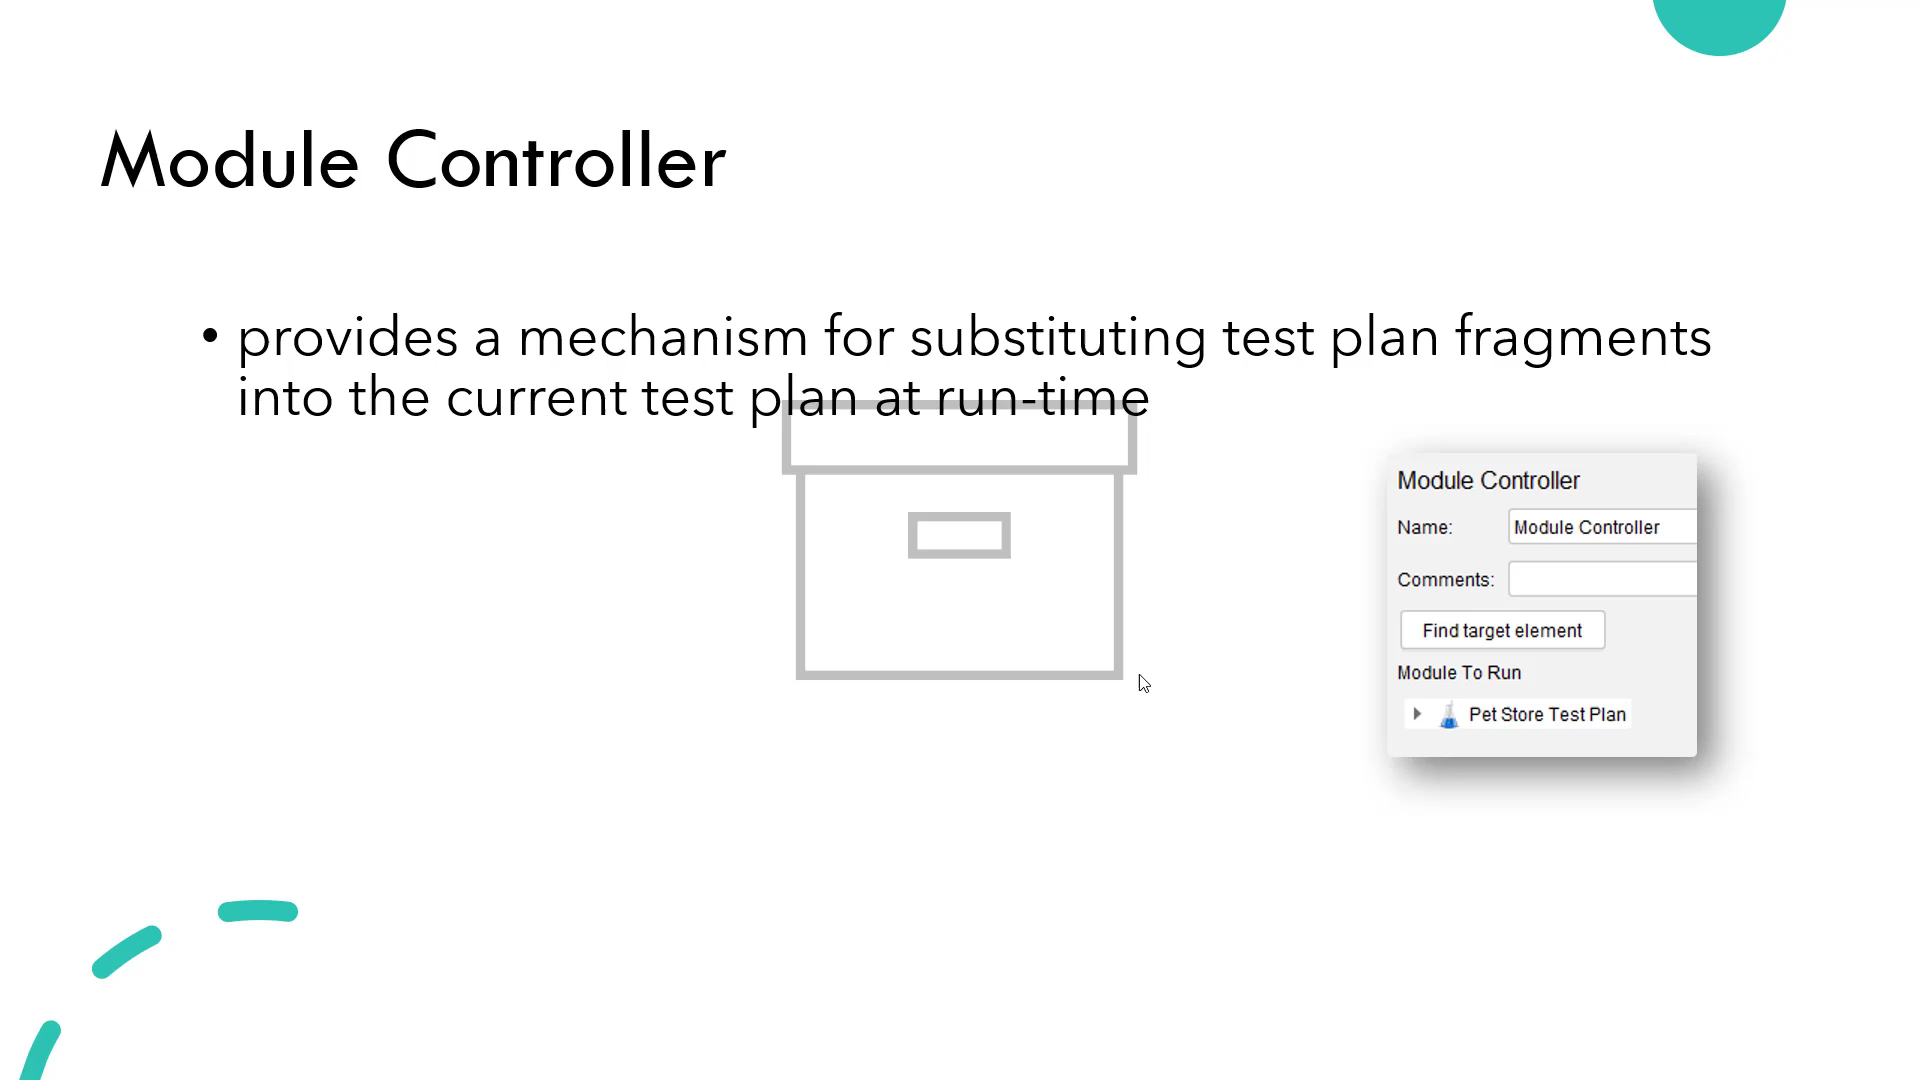 Module Controller
• provides a mechanism for substituting test plan fragments
into the current test plan at run-time
Module Controller
Name: Module Controller
Comments:
Find target element
Module To Run
Pet Store Test Plan